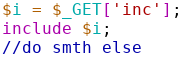 $i = $_GET['inc'];
include $i;
//do smth else